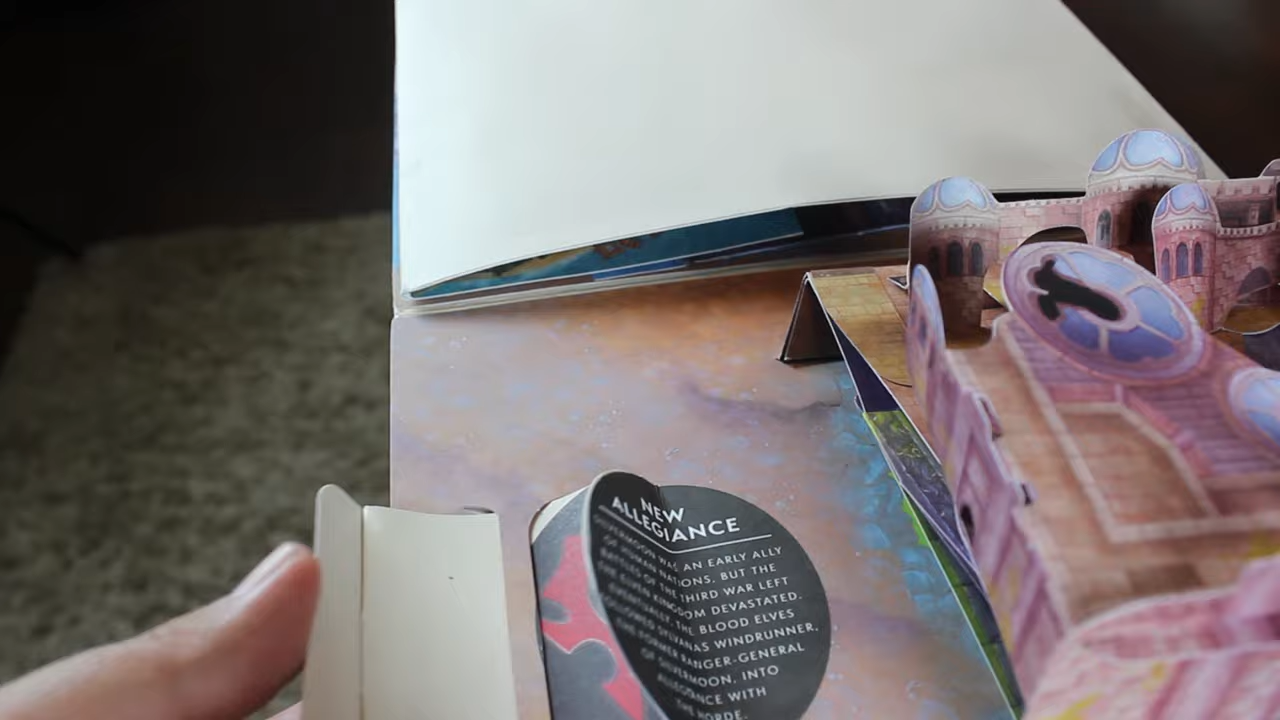 NEW
ALLEGIANCE
SILVERMOON WAS AN EARLY ALLY
OF HUMAN NATIONS, BUT THE
BATTLES OF THE THIRD WAR LEFT
THE ELVEN KINGDOM DEVASTATED.
EVENTUALLY, THE BLOOD ELVES
FOLLOWED SYLVANAS WINDRUNNER,
THE FORMER RANGER-GENERAL
OF SILVERMOON, INTO
ALLEGIANCE WITH
THE HORDE.